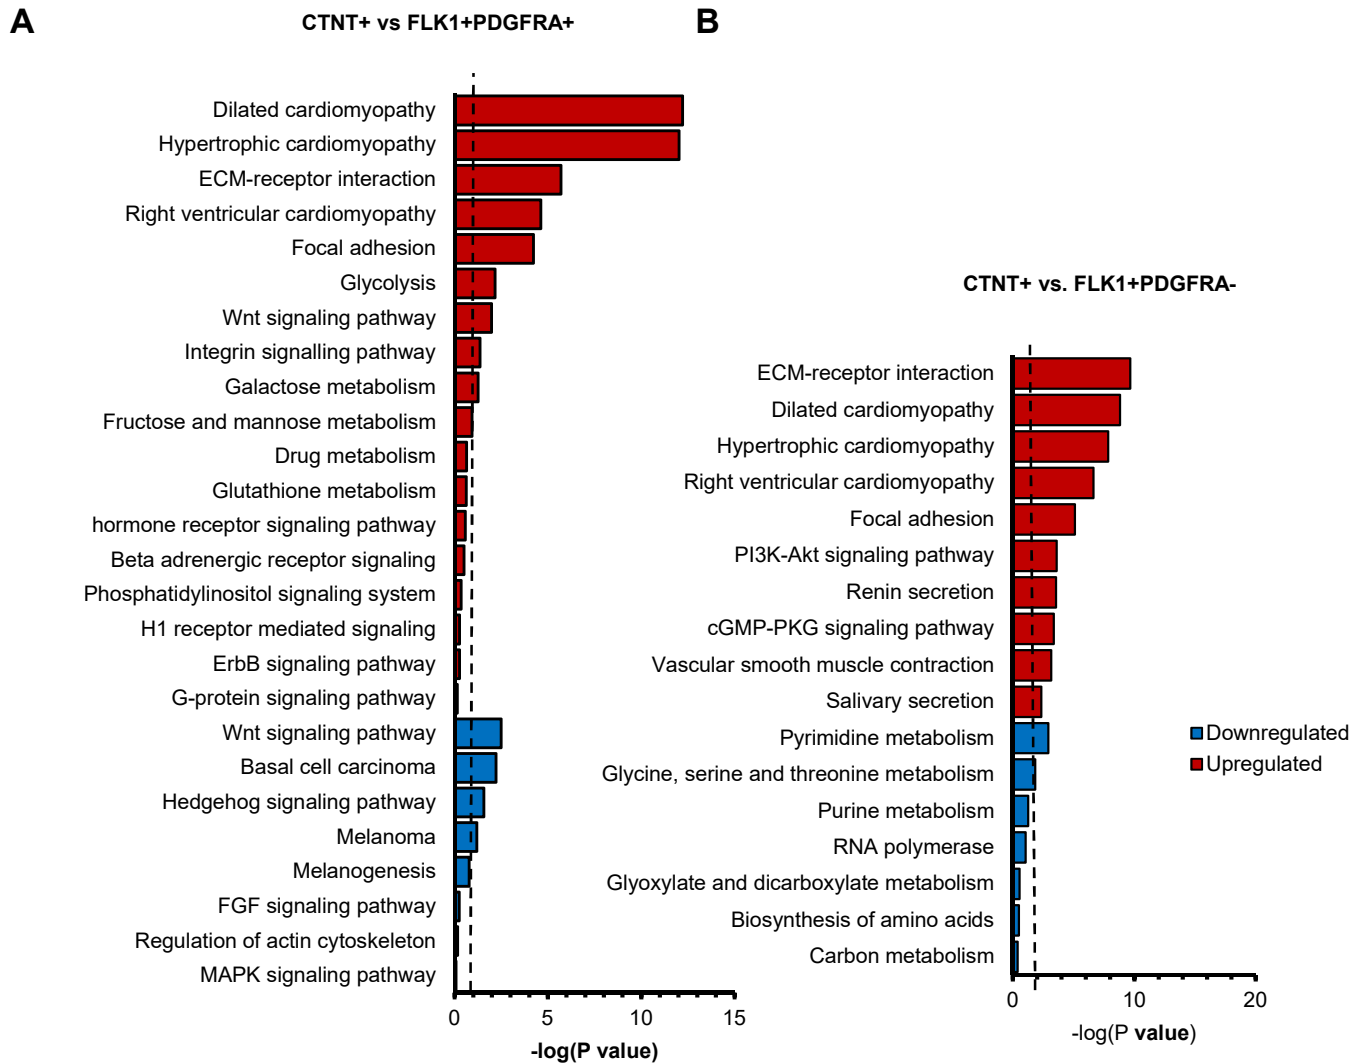 A
CTNT+ vs FLK1+PDGFRA+
Dilated cardiomyopathy
Hypertrophic cardiomyopathy
ECM-receptor interaction
Right ventricular cardiomyopathy
Focal adhesion
Glycolysis
Wnt signaling pathway
Integrin signalling pathway
Galactose metabolism
Fructose and mannose metabolism
Drug metabolism
Glutathione metabolism
hormone receptor signaling pathway
Beta adrenergic receptor signaling
Phosphatidylinositol signaling system
H1 receptor mediated signaling
ErbB signaling pathway
G-protein signaling pathway
Wnt signaling pathway
Basal cell carcinoma
Hedgehog signaling pathway
Melanoma
Melanogenesis
FGF signaling pathway
Regulation of actin cytoskeleton
MAPK signaling pathway
0 5 10 15
-log(P value)
B
CTNT+ vs. FLK1+PDGFRA-
ECM-receptor interaction
Dilated cardiomyopathy
Hypertrophic cardiomyopathy
Right ventricular cardiomyopathy
Focal adhesion
PI3K-Akt signaling pathway
Renin secretion
cGMP-PKG signaling pathway
Vascular smooth muscle contraction
Salivary secretion
Pyrimidine metabolism
Glycine, serine and threonine metabolism
Purine metabolism
RNA polymerase
Glyoxylate and dicarboxylate metabolism
Biosynthesis of amino acids
Carbon metabolism
0 10 20
-log(P value)
Downregulated
Upregulated